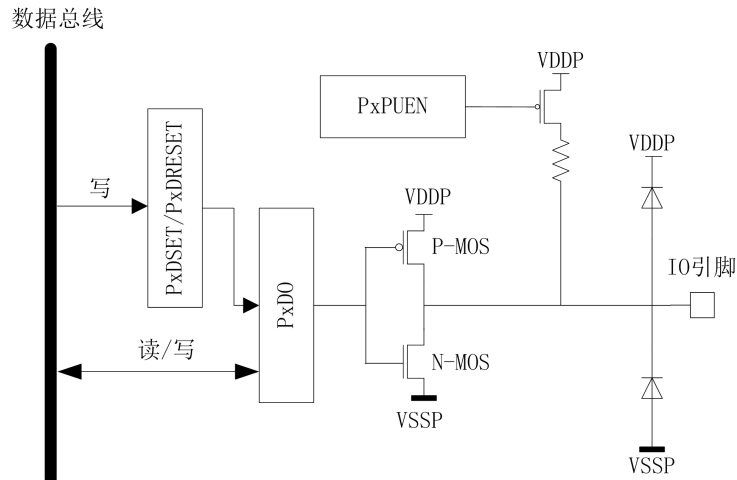 数据总线
VDDP
PxPUEN
VDDP
写
PxDSET/PxDRESET
VDDP
P-MOS
IO引脚
PxDO
读/写
N-MOS
VSSP
VSSP